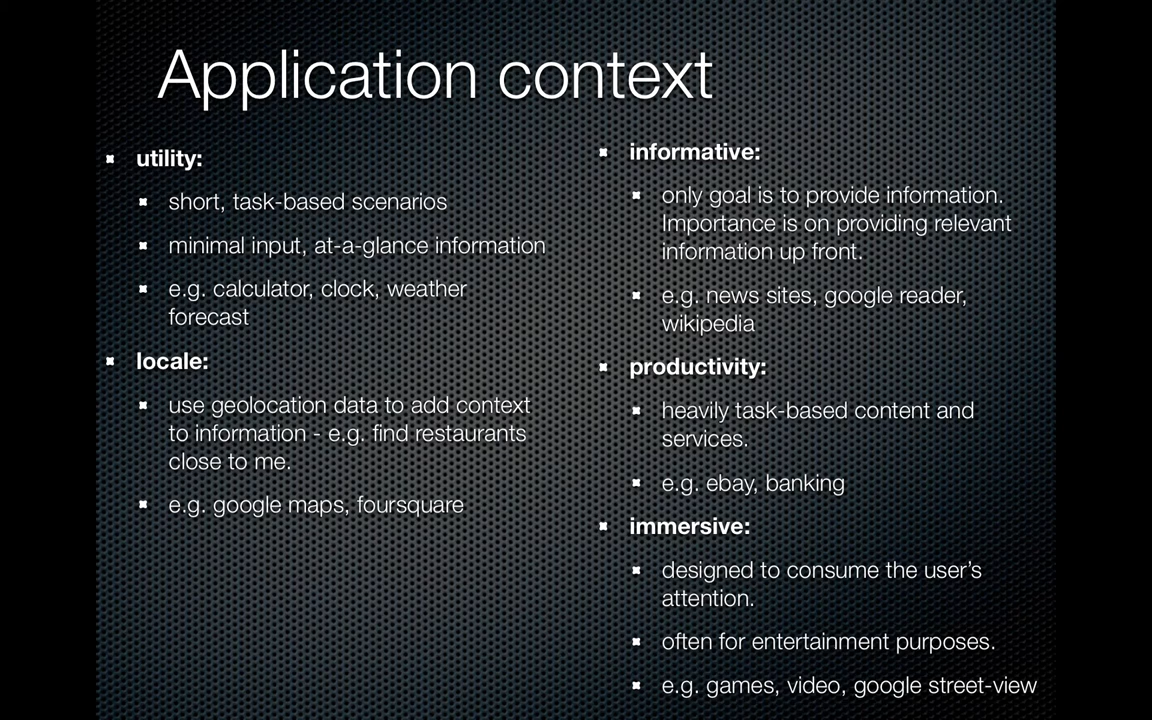 Application context
utility:
short, task-based scenarios
minimal input, at-a-glance information
e.g. calculator, clock, weather
forecast
locale:
use geolocation data to add context
to information - e.g. find restaurants
close to me.
e.g. google maps, foursquare
informative:
only goal is to provide information.
Importance is on providing relevant
information up front.
e.g. news sites, google reader,
wikipedia
productivity:
heavily task-based content and
services.
e.g. ebay, banking
immersive:
designed to consume the user’s
attention.
often for entertainment purposes.
e.g. games, video, google street-view